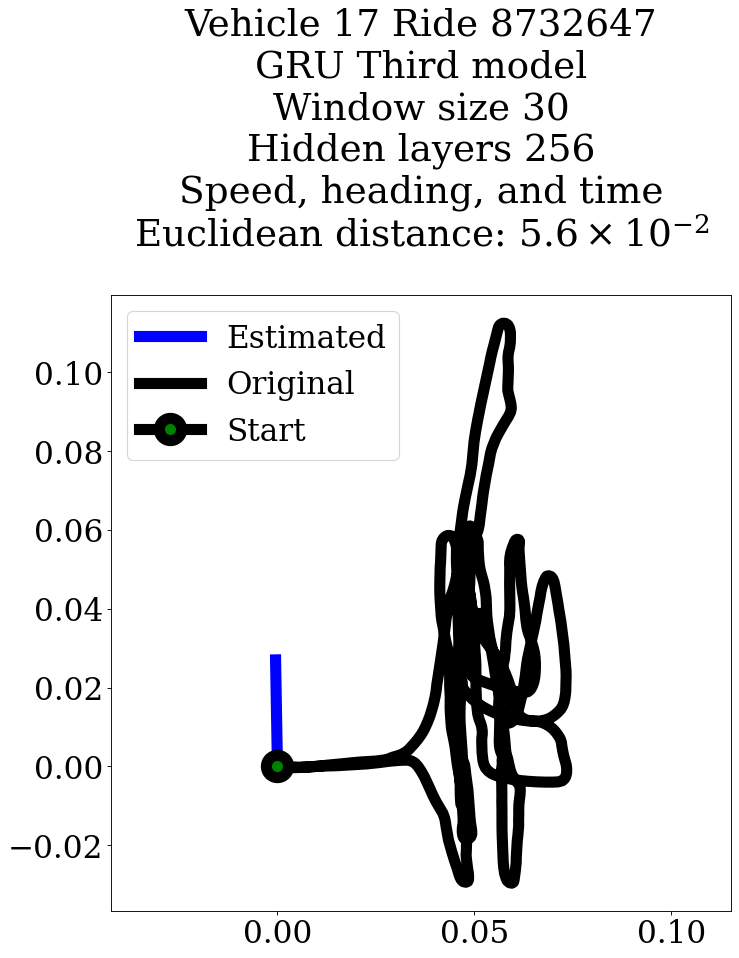 Vehicle 17 Ride 8732647
GRU Third model
Window size 30
Hidden layers 256
Speed, heading, and time
Euclidean distance: 5.6 × 10⁻²
Estimated
Original
Start
0.10
0.08
0.06
0.04
0.02
0.00
−0.02
0.00 0.05 0.10